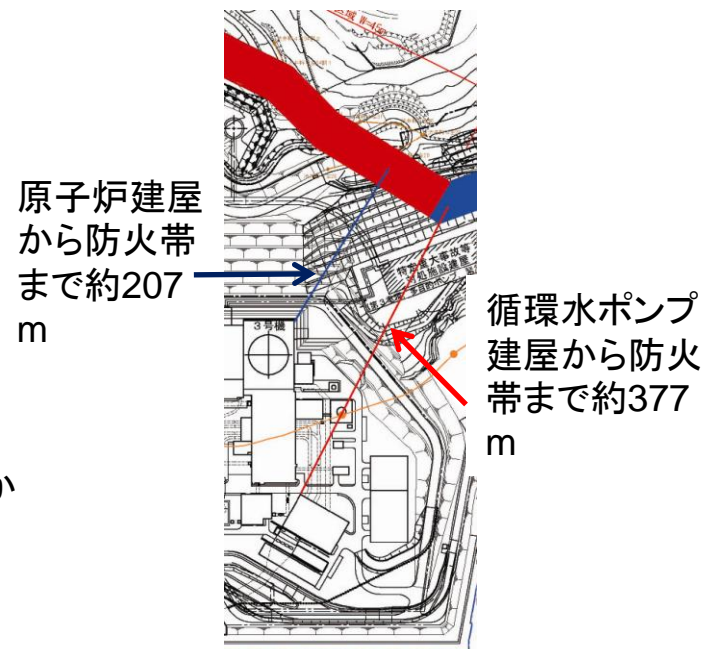 原子炉建屋
から防火帯
まで約207
m
3号機
循環水ポンプ
建屋から防火
帯まで約377
m
か